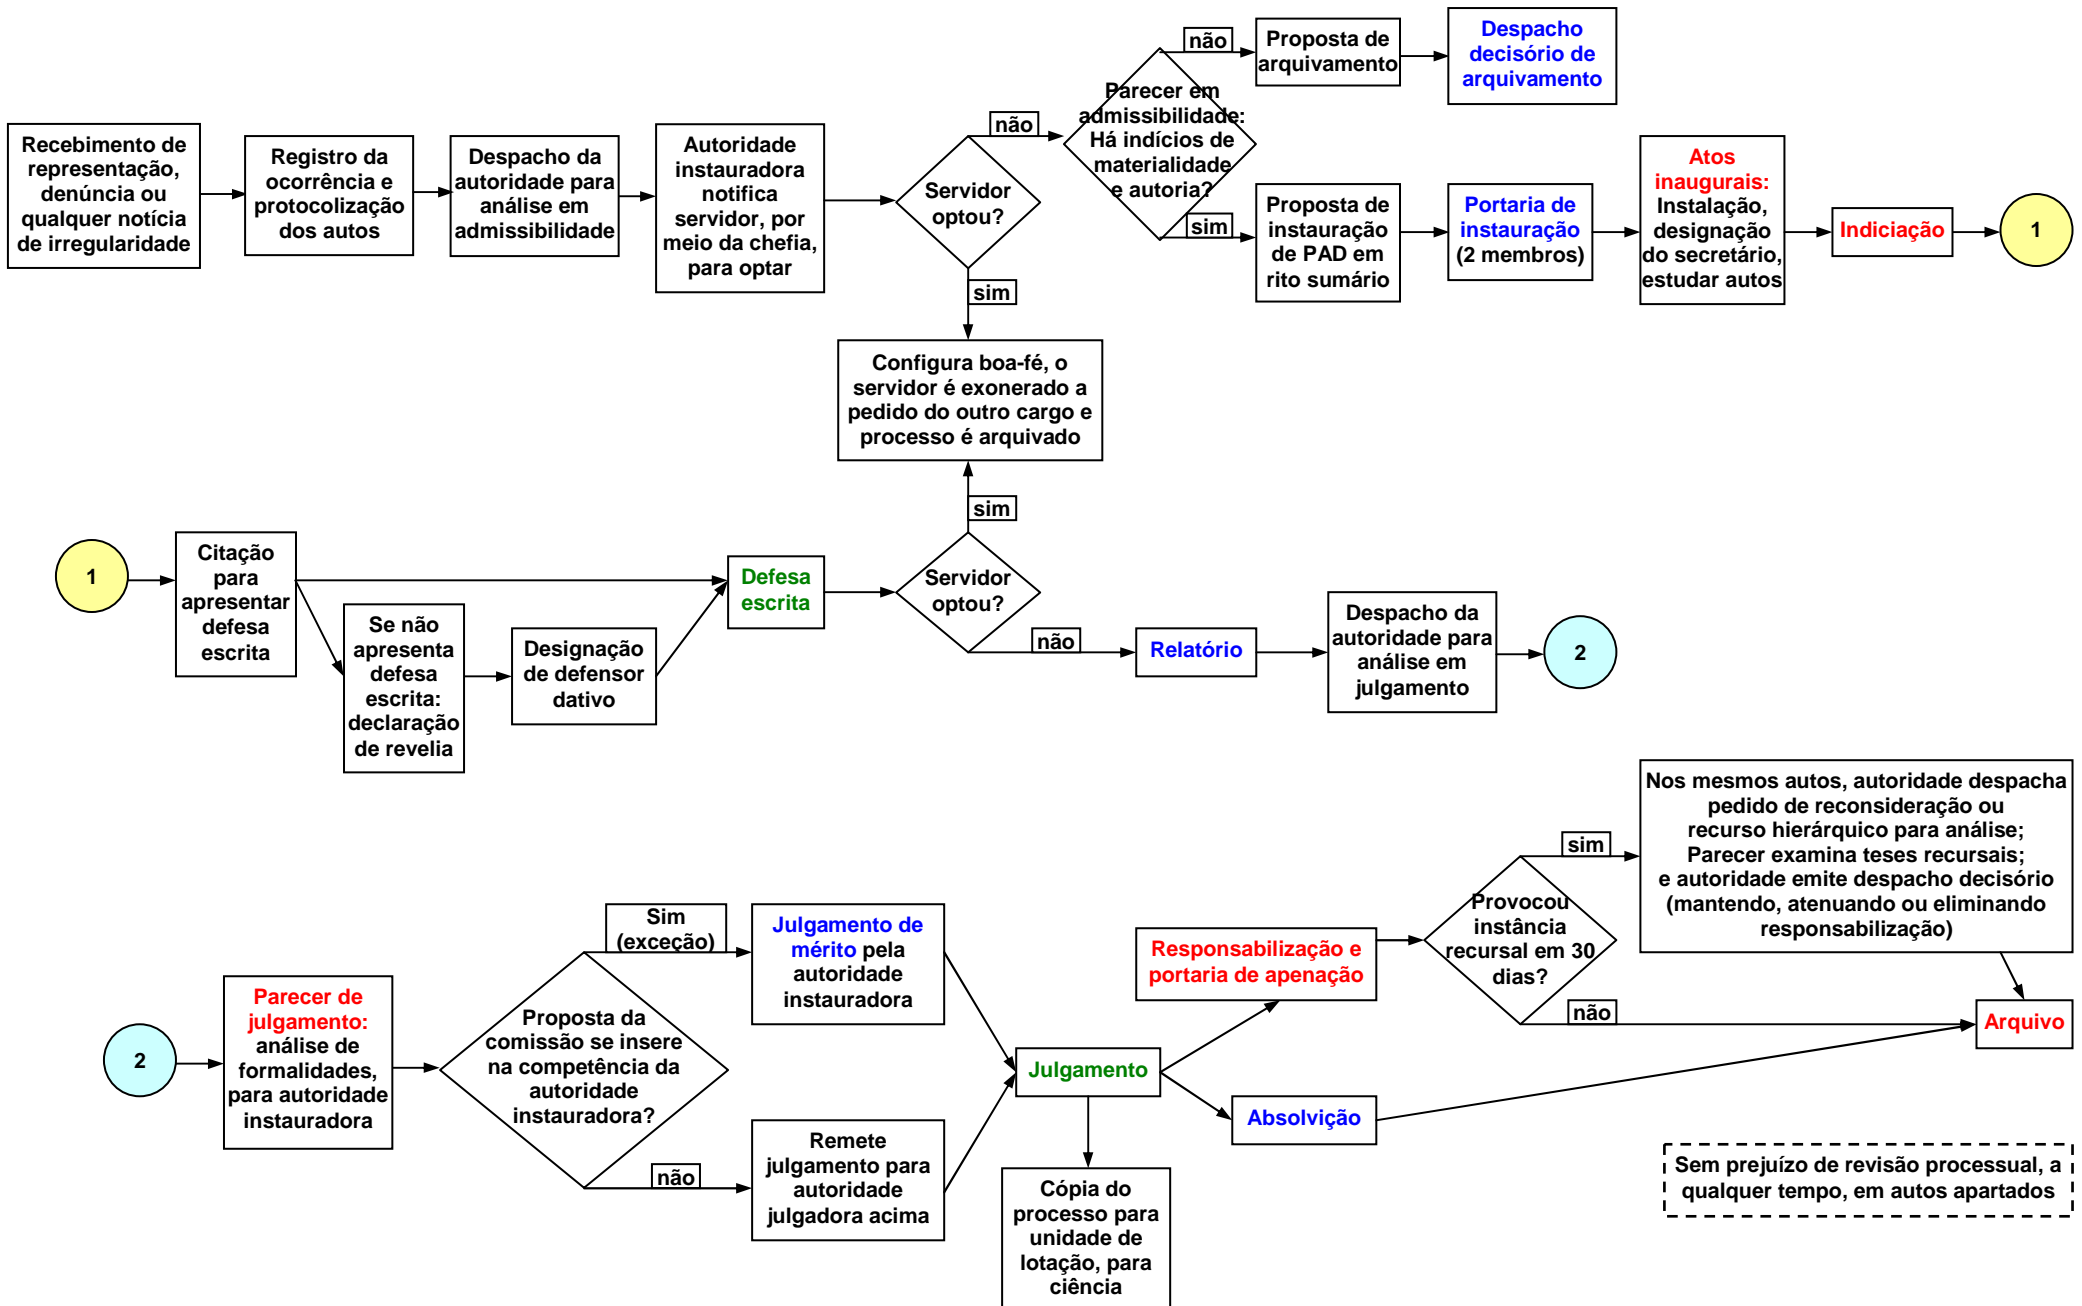 não
Proposta de
arquivamento
Despacho
decisório de
arquivamento
Recebimento de
representação,
denúncia ou
qualquer notícia
de irregularidade
Registro da
ocorrência e
protocolização
dos autos
Despacho da
autoridade para
análise em
admissibilidade
Autoridade
instauradora
notifica
servidor, por
meio da chefia,
para optar
Servidor
optou?
não
Parecer em
admissibilidade:
Há indícios de
materialidade
e autoria?
sim
Proposta de
instauração
de PAD em
rito sumário
Portaria de
instauração
(2 membros)
Atos
inaugurais:
Instalação,
designação
do secretário,
estudar autos
Indiciação
1
sim
Configura boa-fé, o
servidor é exonerado a
pedido do outro cargo e
processo é arquivado
sim
1
Citação
para
apresentar
defesa
escrita
Se não
apresenta
defesa
escrita:
declaração
de revelia
Designação
de defensor
dativo
Defesa
escrita
Servidor
optou?
não
Relatório
Despacho da
autoridade para
análise em
julgamento
2
2
Parecer de
julgamento:
análise de
formalidades,
para autoridade
instauradora
Proposta da
comissão se insere
na competência da
autoridade
instauradora?
Sim
(exceção)
Julgamento de
mérito pela
autoridade
instauradora
não
Remete
julgamento para
autoridade
julgadora acima
Julgamento
Cópia do
processo para
unidade de
lotação, para
ciência
Responsabilização e
portaria de apenação
Absolvição
Provocou
instância
recursal em 30
dias?
sim
Nos mesmos autos, autoridade despacha
pedido de reconsideração ou
recurso hierárquico para análise;
Parecer examina teses recursais;
e autoridade emite despacho decisório
(mantendo, atenuando ou eliminando
responsabilização)
não
Arquivo
Sem prejuízo de revisão processual, a
qualquer tempo, em autos apartados